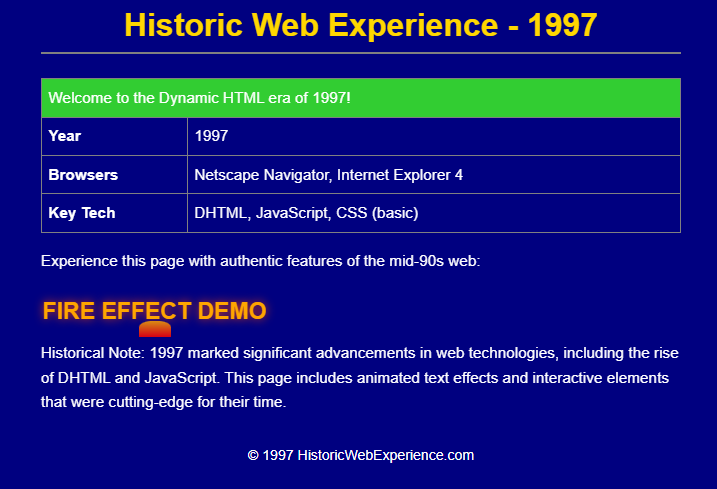 Historic Web Experience - 1997
Welcome to the Dynamic HTML era of 1997!
Year 1997
Browsers Netscape Navigator, Internet Explorer 4
Key Tech DHTML, JavaScript, CSS (basic)
Experience this page with authentic features of the mid-90s web:
FIRE EFFECT DEMO
Historical Note: 1997 marked significant advancements in web technologies, including the rise
of DHTML and JavaScript. This page includes animated text effects and interactive elements
that were cutting-edge for their time.
© 1997 HistoricWebExperience.com